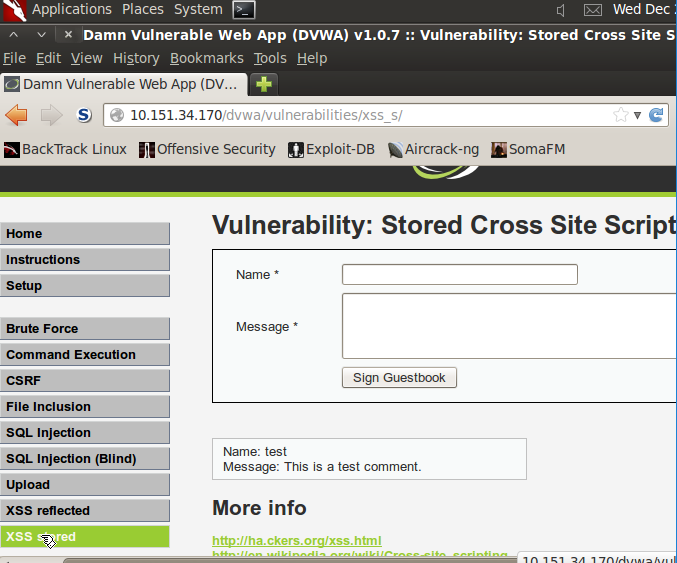 Applications Places System Wed Dec
Damn Vulnerable Web App (DVWA) v1.0.7 :: Vulnerability: Stored Cross Site S
File Edit View History Bookmarks Tools Help
Damn Vulnerable Web App (DV...
10.151.34.170/dvwa/vulnerabilities/xss_s/
BackTrack Linux Offensive Security Exploit-DB Aircrack-ng SomaFM
Vulnerability: Stored Cross Site Script
Home
Instructions
Setup
Brute Force
Command Execution
CSRF
File Inclusion
SQL Injection
SQL Injection (Blind)
Upload
XSS reflected
XSS stored
Name *
Message *
Sign Guestbook
Name: test
Message: This is a test comment.
More info
http://ha.ckers.org/xss.html
http://en.wikipedia.org/wiki/Cross-site_scripting
10.151.34.170/dvwa/vul